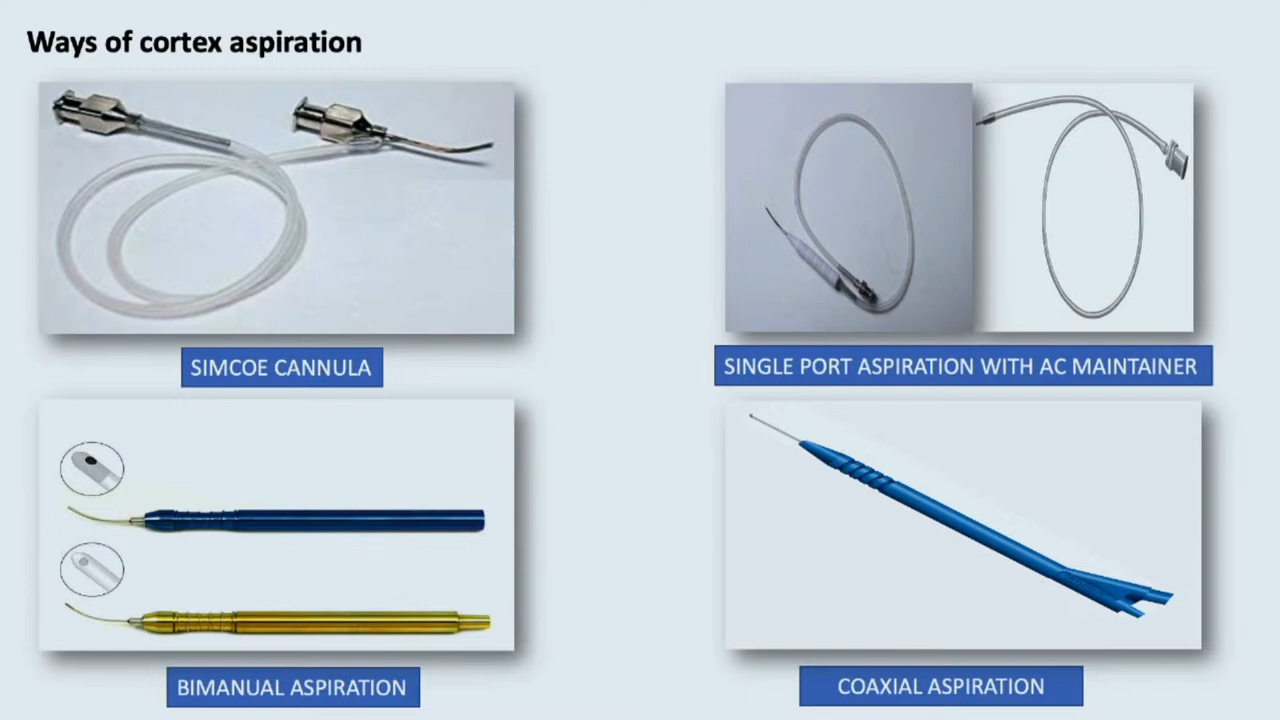 Ways of cortex aspiration
SIMCOE CANNULA
SINGLE PORT ASPIRATION WITH AC MAINTAINER
BIMANUAL ASPIRATION
COAXIAL ASPIRATION